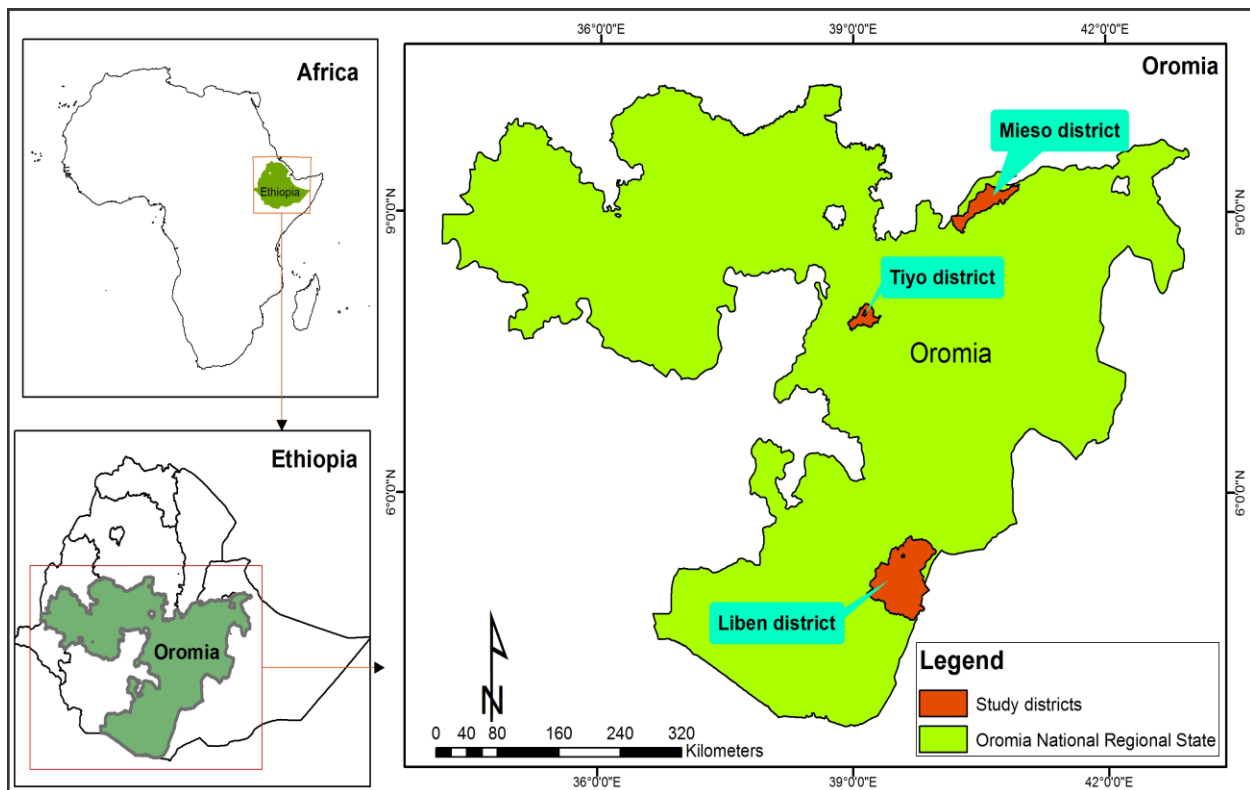 Africa
Ethiopia
Ethiopia
Oromia
36°0'0"E
39°0'0"E
42°0'0"E
Oromia
Mieso district
9°0'0"N
9°0'0"N
Tiyo district
Oromia
6°0'0"N
6°0'0"N
Liben district
N
0 20 40 80 160 240 320
Kilometers
Legend
Study districts
Oromia National Regional State
36°0'0"E
39°0'0"E
42°0'0"E